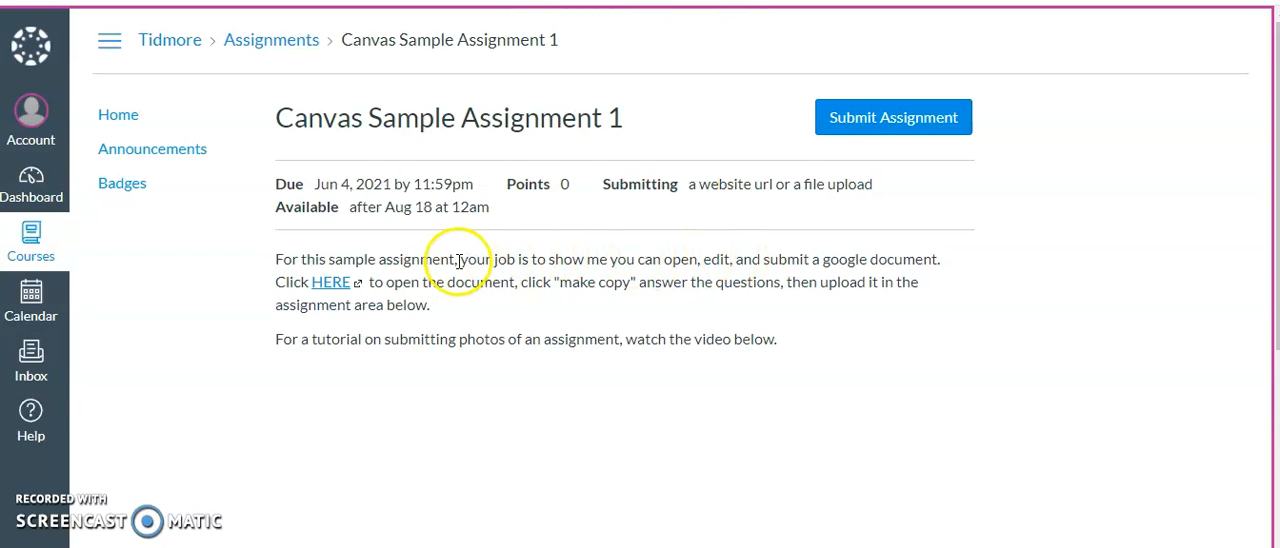 Tidmore > Assignments > Canvas Sample Assignment 1
Account
Dashboard
Courses
Calendar
Inbox
Help
Home
Announcements
Badges
Canvas Sample Assignment 1
Submit Assignment
Due Jun 4, 2021 by 11:59pm Points 0 Submitting a website url or a file upload
Available after Aug 18 at 12am
For this sample assignment, your job is to show me you can open, edit, and submit a google document.
Click HERE to open the document, click "make copy" answer the questions, then upload it in the
assignment area below.
For a tutorial on submitting photos of an assignment, watch the video below.
RECORDED WITH
SCREENCAST MATIC